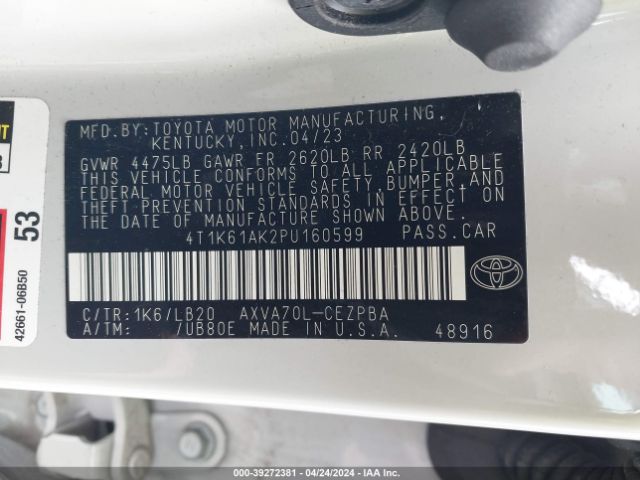 MFD.BY:TOYOTA MOTOR MANUFACTURING,
KENTUCKY,INC.04/23
GVWR 4475LB GAWR FR 2620LB RR 2420LB
THIS VEHICLE CONFORMS TO ALL APPLICABLE
FEDERAL MOTOR VEHICLE SAFETY,BUMPER,AND
THEFT PREVENTION STANDARDS IN EFFECT ON
THE DATE OF MANUFACTURE SHOWN ABOVE.
4T1K61AK2PU160599 PASS.CAR
C/TR:1K6/LB20 AXVA70L-CEZPBA
A/TM: /UB80E MADE IN U.S.A. 48916
53
42661-06B50
000-39272381 - 04/24/2024 - IAA Inc.